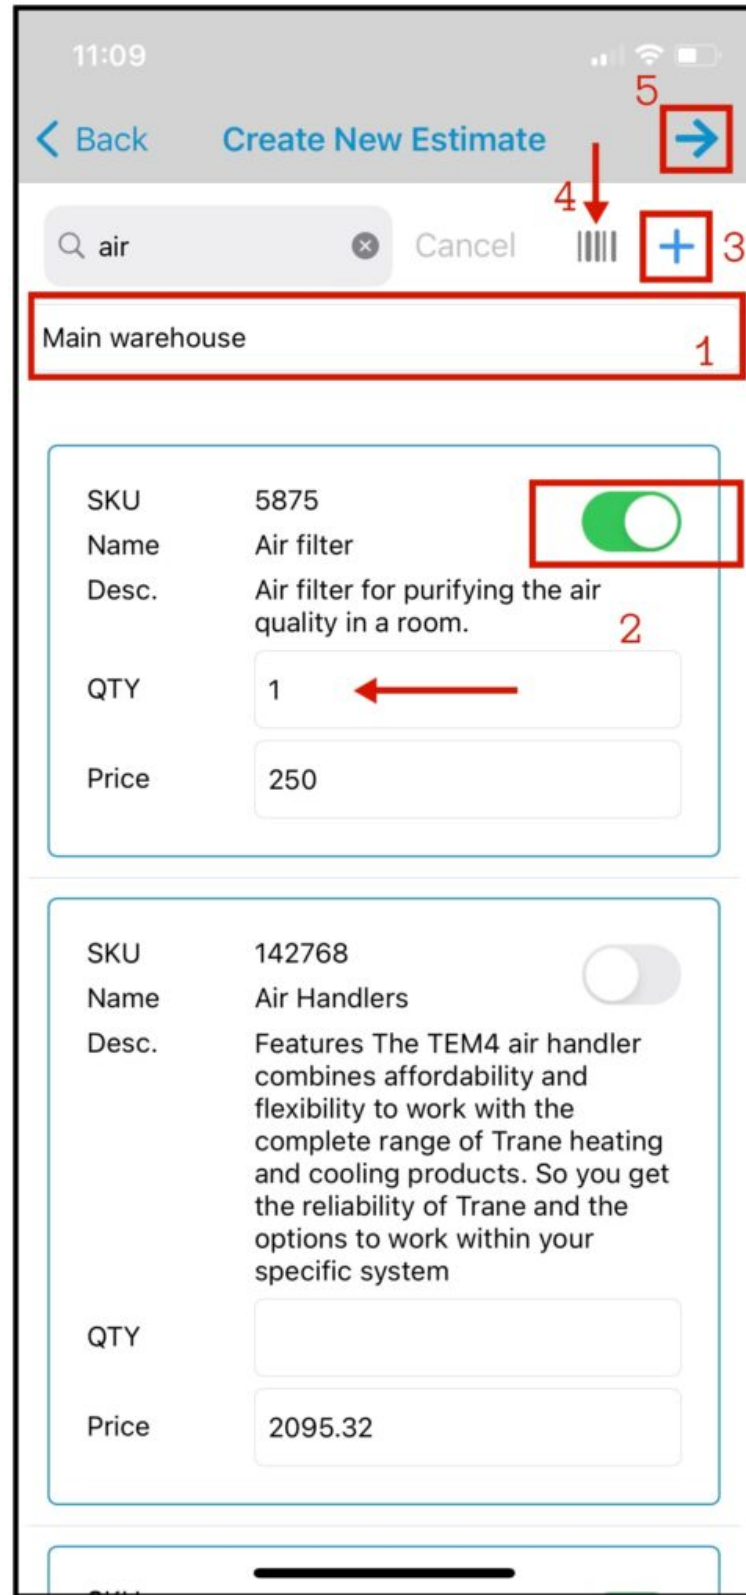 11:09
5
Back Create New Estimate
4
air Cancel 3
Main warehouse 1
SKU 5875
Name Air filter
Desc. Air filter for purifying the air
quality in a room. 2
QTY 1
Price 250
SKU 142768
Name Air Handlers
Desc. Features The TEM4 air handler
combines affordability and
flexibility to work with the
complete range of Trane heating
and cooling products. So you get
the reliability of Trane and the
options to work within your
specific system
QTY
Price 2095.32